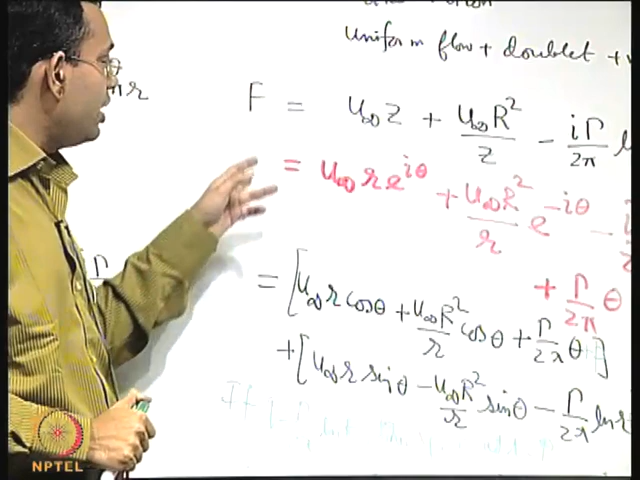 Uniform flow + doublet +
F = u∞ z + u∞R²/z - iΓ/2π
= u∞ r e^{iθ} + u∞R²/r e^{-iθ} -
+ Γ/2π θ
= [u∞ r cosθ + u∞R²/r cosθ + Γ/2π θ]
+ [u∞ r sinθ - u∞R²/r sinθ - Γ/2π ln r
NPTEL